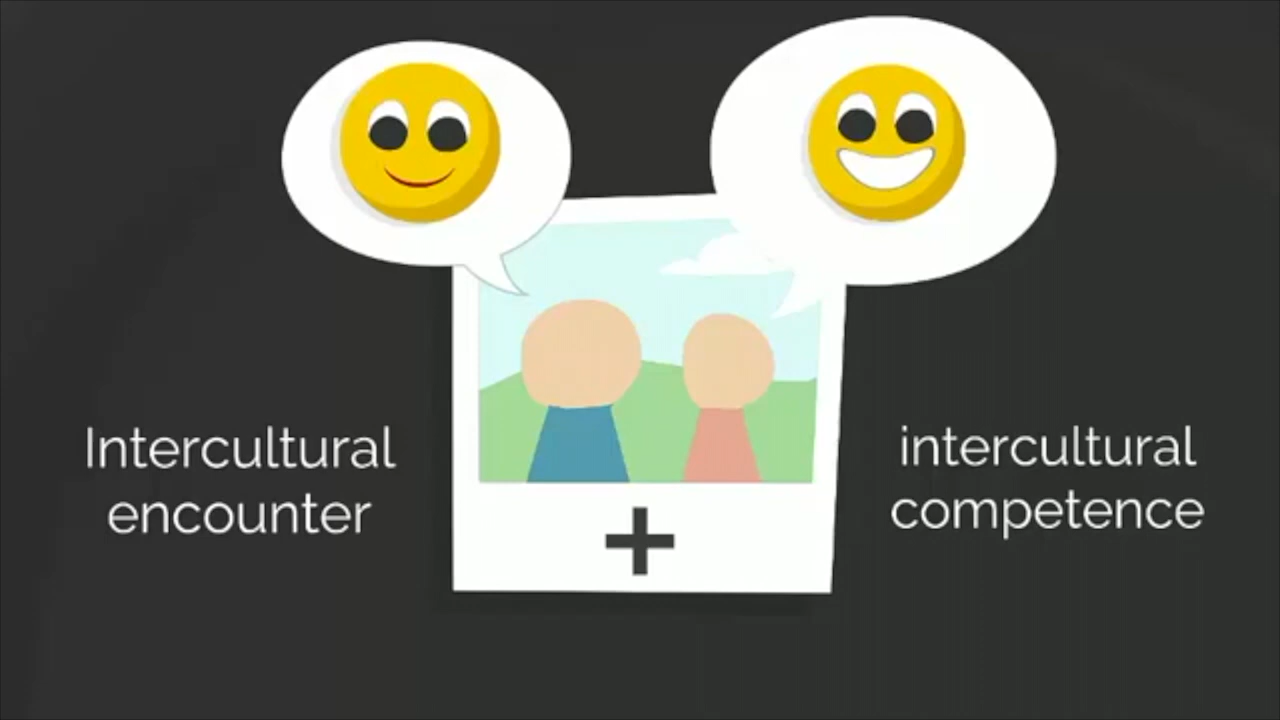 Intercultural
encounter
+
intercultural
competence